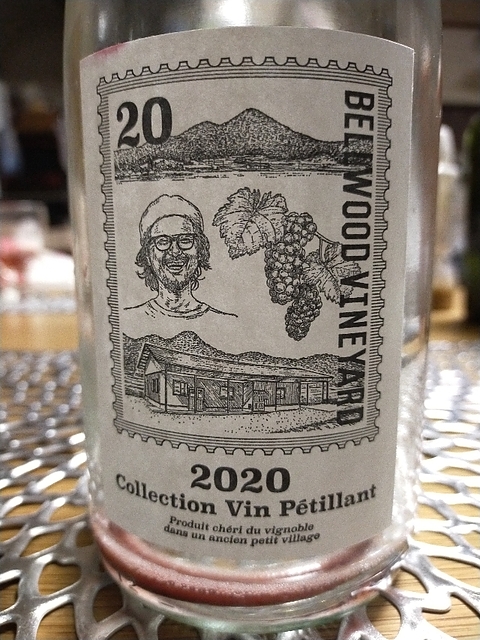 20
BELLWOOD VINEYARD
2020
Collection Vin Pétillant
Produit chéri du vignoble
dans un ancien petit village